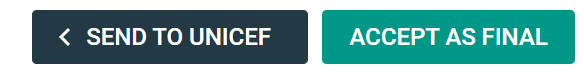 SEND TO UNICEF ACCEPT AS FINAL